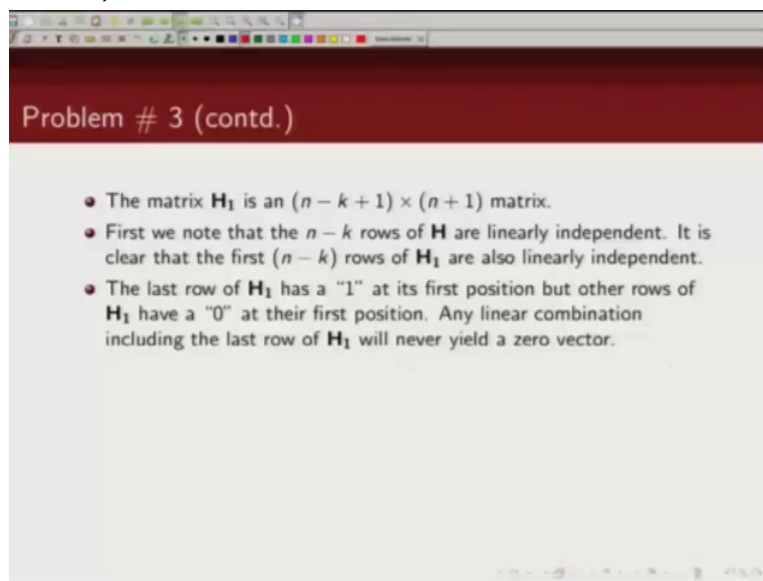 Problem # 3 (contd.)
The matrix H₁ is an (n − k + 1) × (n + 1) matrix.
First we note that the n − k rows of H are linearly independent. It is
clear that the first (n − k) rows of H₁ are also linearly independent.
The last row of H₁ has a "1" at its first position but other rows of
H₁ have a "0" at their first position. Any linear combination
including the last row of H₁ will never yield a zero vector.